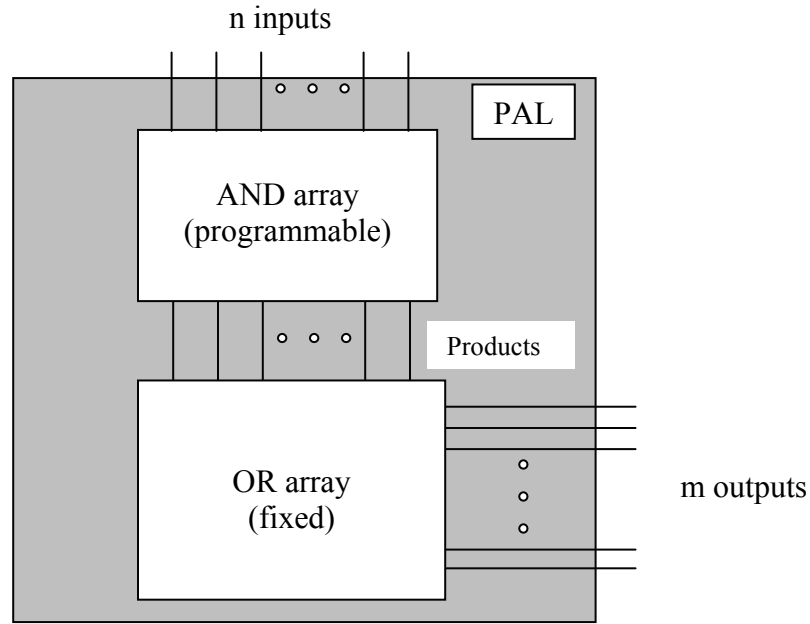 n inputs
PAL
AND array
(programmable)
Products
OR array
(fixed)
m outputs